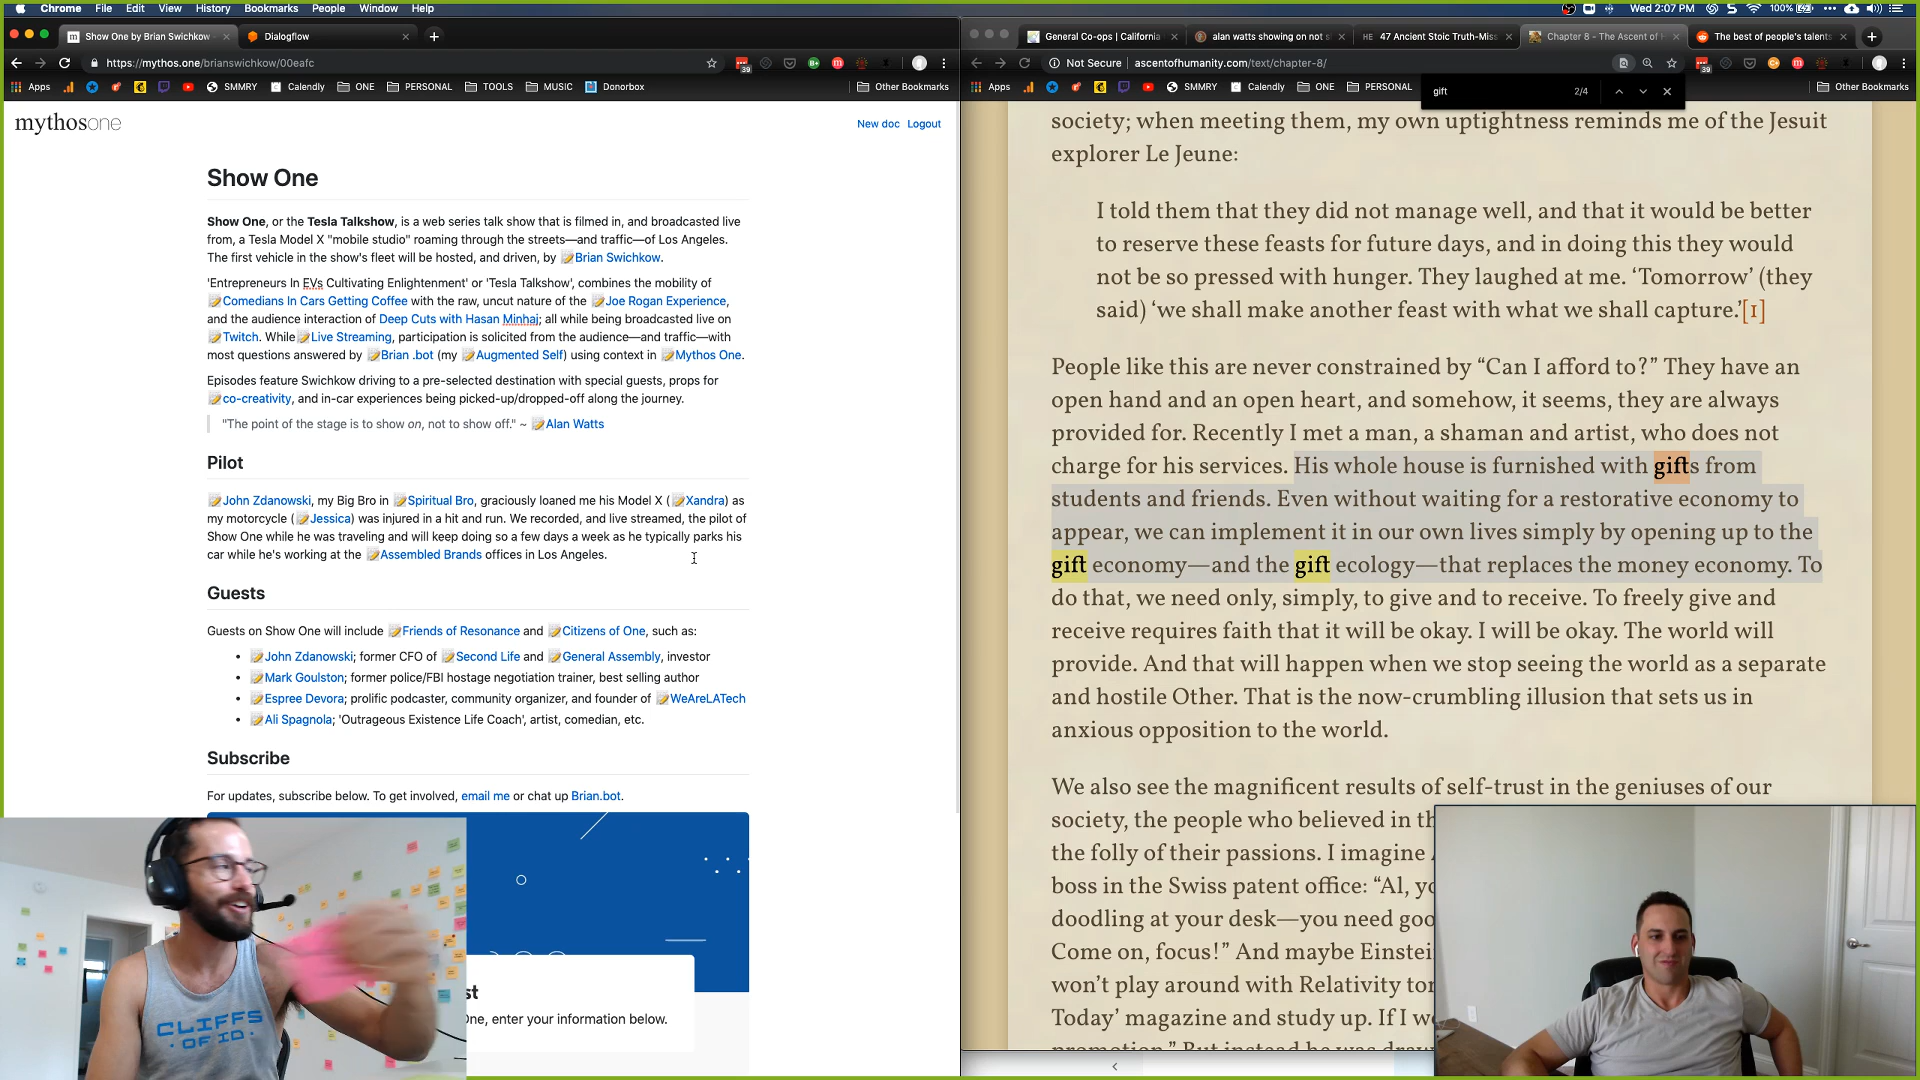 Chrome File Edit View History Bookmarks People Window Help
100% Wed 2:07 PM
Show One by Brian Swichkow
Dialogflow
https://mythos.one/brianswichkow/00eafc
Apps SMMRY Calendly ONE PERSONAL TOOLS MUSIC Donorbox Other Bookmarks
mythosone
New doc Logout
Show One
Show One, or the Tesla Talkshow, is a web series talk show that is filmed in, and broadcasted live
from, a Tesla Model X "mobile studio" roaming through the streets—and traffic—of Los Angeles.
The first vehicle in the show's fleet will be hosted, and driven, by Brian Swichkow.
'Entrepreneurs In EVs Cultivating Enlightenment' or 'Tesla Talkshow', combines the mobility of
Comedians In Cars Getting Coffee with the raw, uncut nature of the Joe Rogan Experience,
and the audience interaction of Deep Cuts with Hasan Minhaj; all while being broadcasted live on
Twitch. While Live Streaming, participation is solicited from the audience—and traffic—with
most questions answered by Brian .bot (my Augmented Self) using context in Mythos One.
Episodes feature Swichkow driving to a pre-selected destination with special guests, props for
co-creativity, and in-car experiences being picked-up/dropped-off along the journey.
"The point of the stage is to show on, not to show off." ~ Alan Watts
Pilot
John Zdanowski, my Big Bro in Spiritual Bro, graciously loaned me his Model X (Xandra) as
my motorcycle (Jessica) was injured in a hit and run. We recorded, and live streamed, the pilot of
Show One while he was traveling and will keep doing so a few days a week as he typically parks his
car while he's working at the Assembled Brands offices in Los Angeles.
Guests
Guests on Show One will include Friends of Resonance and Citizens of One, such as:
• John Zdanowski; former CFO of Second Life and General Assembly, investor
• Mark Goulston; former police/FBI hostage negotiation trainer, best selling author
• Espree Devora; prolific podcaster, community organizer, and founder of WeAreLATech
• Ali Spagnola; 'Outrageous Existence Life Coach', artist, comedian, etc.
Subscribe
For updates, subscribe below. To get involved, email me or chat up Brian.bot.
st
One, enter your information below.
CLIFFS
OF ID
General Co-ops | California
alan watts showing on not s
47 Ancient Stoic Truth-Miss
Chapter 8 - The Ascent of H
The best of people's talents
Not Secure ascentofhumanity.com/text/chapter-8/
Apps SMMRY Calendly ONE PERSONAL Other Bookmarks
gift 2/4
society; when meeting them, my own uptightness reminds me of the Jesuit
explorer Le Jeune:
I told them that they did not manage well, and that it would be better
to reserve these feasts for future days, and in doing this they would
not be so pressed with hunger. They laughed at me. ‘Tomorrow’ (they
said) ‘we shall make another feast with what we shall capture.’[1]
People like this are never constrained by “Can I afford to?” They have an
open hand and an open heart, and somehow, it seems, they are always
provided for. Recently I met a man, a shaman and artist, who does not
charge for his services. His whole house is furnished with gifts from
students and friends. Even without waiting for a restorative economy to
appear, we can implement it in our own lives simply by opening up to the
gift economy—and the gift ecology—that replaces the money economy. To
do that, we need only, simply, to give and to receive. To freely give and
receive requires faith that it will be okay. I will be okay. The world will
provide. And that will happen when we stop seeing the world as a separate
and hostile Other. That is the now-crumbling illusion that sets us in
anxious opposition to the world.
We also see the magnificent results of self-trust in the geniuses of our
society, the people who believed in th
the folly of their passions. I imagine
boss in the Swiss patent office: “Al, yo
doodling at your desk—you need goo
Come on, focus!” And maybe Einstei
won’t play around with Relativity tor
Today’ magazine and study up. If I w
promotion.” But instead he was draw